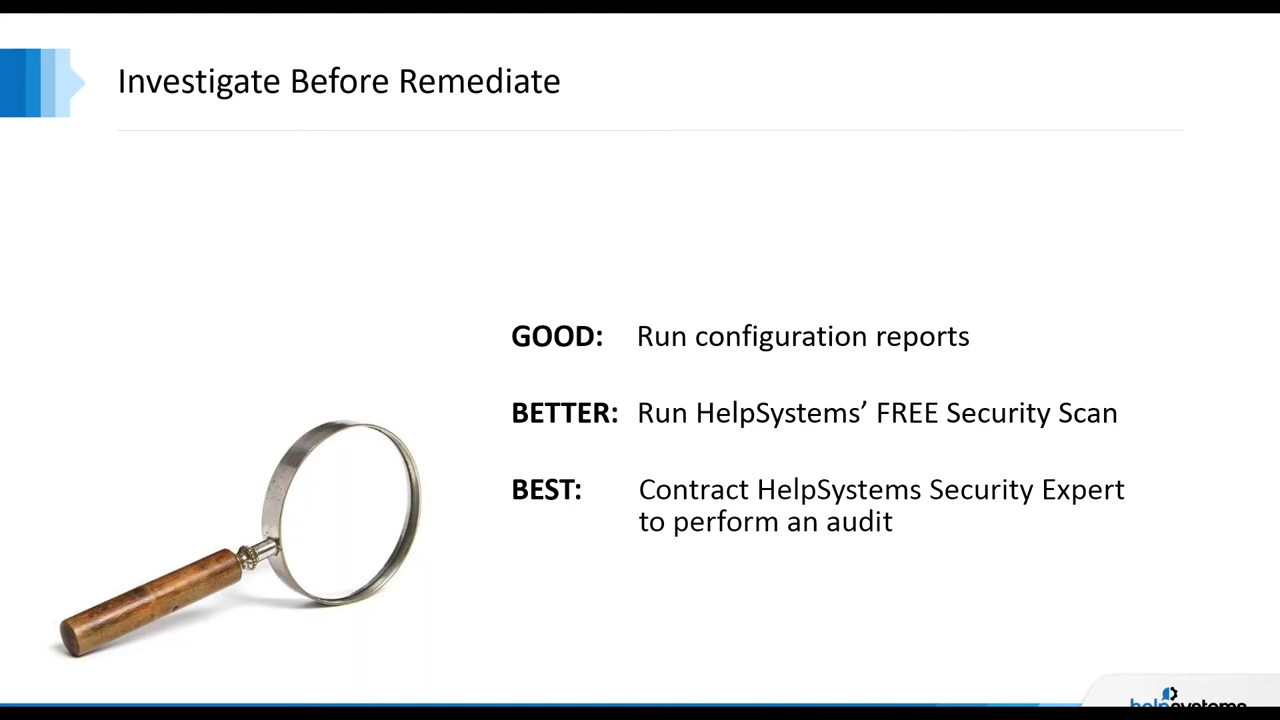 Investigate Before Remediate
GOOD: Run configuration reports
BETTER: Run HelpSystems’ FREE Security Scan
BEST: Contract HelpSystems Security Expert
to perform an audit
helpsystems